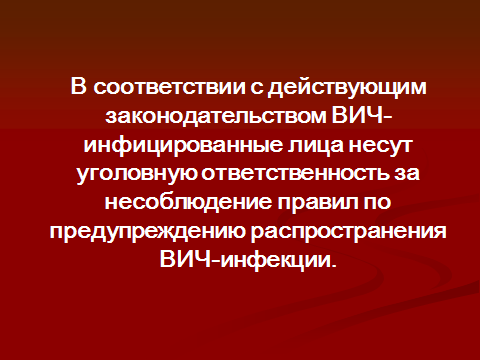 В соответствии с действующим
законодательством ВИЧ-
инфицированные лица несут
уголовную ответственность за
несоблюдение правил по
предупреждению распространения
ВИЧ-инфекции.